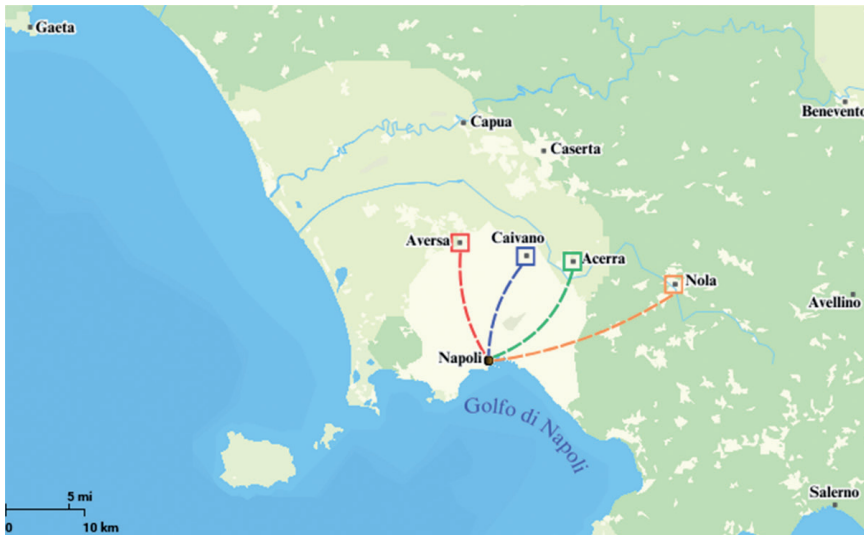 Gaeta
Benevento
Capua
Caserta
Aversa
Caivano
Acerra
Nola
Avellino
Napoli
Golfo di Napoli
Salerno
5 mi
0
10 km